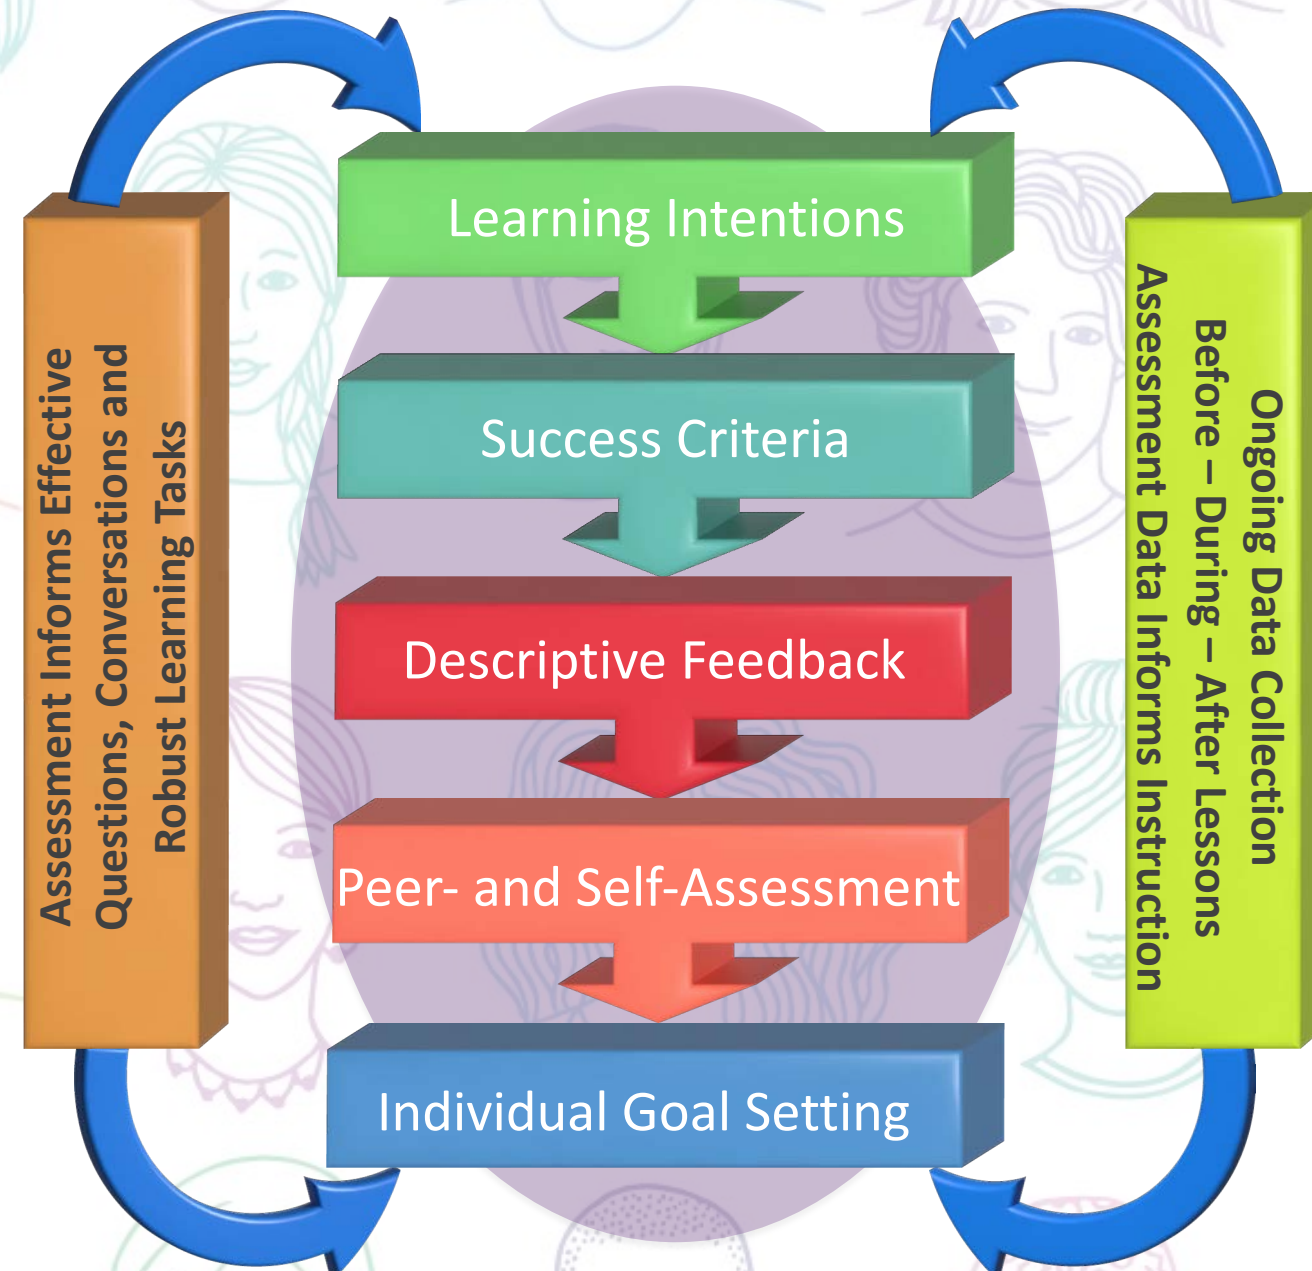 Learning Intentions
Success Criteria
Descriptive Feedback
Peer- and Self-Assessment
Individual Goal Setting
Assessment Informs Effective
Questions, Conversations and
Robust Learning Tasks
Ongoing Data Collection
Before – During – After Lessons
Assessment Data Informs Instruction